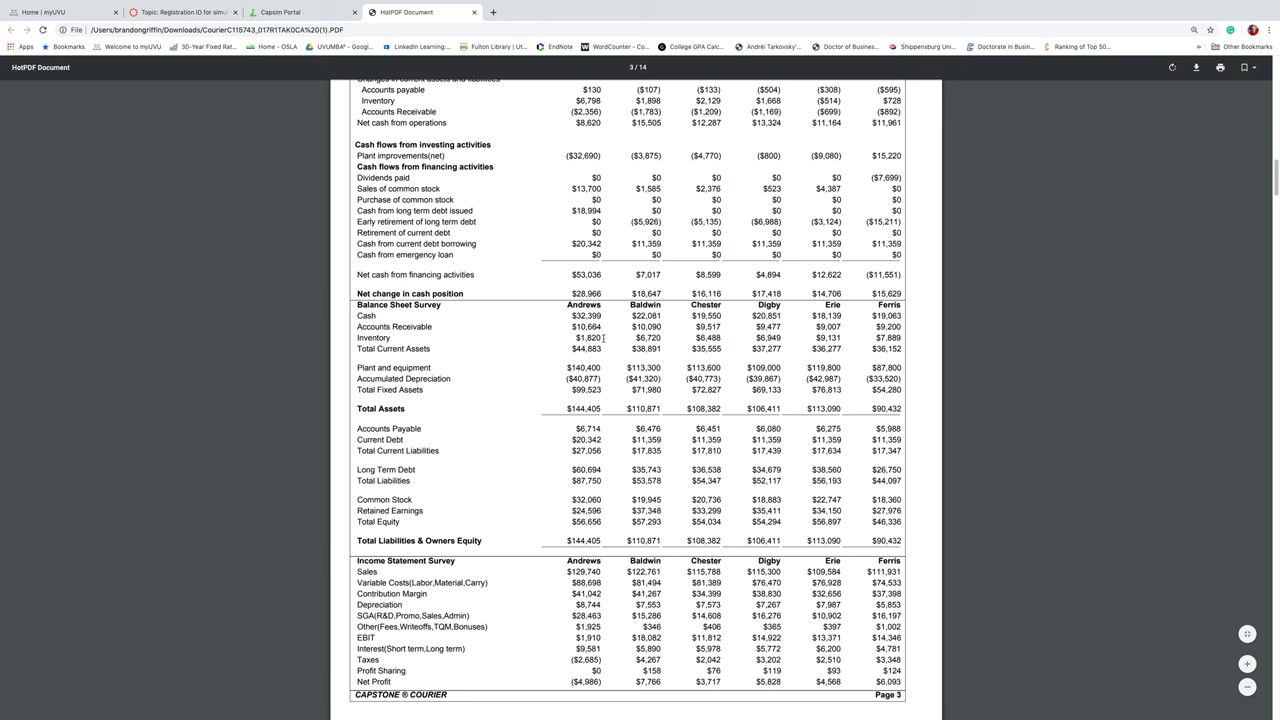 Home | myUVU
Topic: Registration ID for simu
Capsim Portal
HotPDF Document
File | /Users/brandongriffin/Downloads/CourierC115743_017R1TAK0CA%20(1).PDF
Apps Bookmarks Welcome to myUVU 30-Year Fixed Rat... Home - OSLA UVUMBA° - Googl... LinkedIn Learning:... Fulton Library | Ut... EndNote WordCounter - Co... College GPA Calc... Andréi Tarkovsky'... Doctor of Business... Shippensburg Univ... Doctorate in Busin... Ranking of Top 50... Other Bookmarks
HotPDF Document 3 / 14
Changes in current assets and liabilities
Accounts payable $130 ($107) ($133) ($504) ($308) ($595)
Inventory $6,798 $1,898 $2,129 $1,668 ($514) $728
Accounts Receivable ($2,356) ($1,783) ($1,209) ($1,169) ($699) ($892)
Net cash from operations $8,620 $15,505 $12,287 $13,324 $11,164 $11,961
Cash flows from investing activities
Plant improvements(net) ($32,690) ($3,875) ($4,770) ($800) ($9,080) $15,220
Cash flows from financing activities
Dividends paid $0 $0 $0 $0 $0 ($7,699)
Sales of common stock $13,700 $1,585 $2,376 $523 $4,387 $0
Purchase of common stock $0 $0 $0 $0 $0 $0
Cash from long term debt issued $18,994 $0 $0 $0 $0 $0
Early retirement of long term debt $0 ($5,926) ($5,135) ($6,988) ($3,124) ($15,211)
Retirement of current debt $0 $0 $0 $0 $0 $0
Cash from current debt borrowing $20,342 $11,359 $11,359 $11,359 $11,359 $11,359
Cash from emergency loan $0 $0 $0 $0 $0 $0
Net cash from financing activities $53,036 $7,017 $8,599 $4,894 $12,622 ($11,551)
Net change in cash position $28,966 $18,647 $16,116 $17,418 $14,706 $15,629
Balance Sheet Survey Andrews Baldwin Chester Digby Erie Ferris
Cash $32,399 $22,081 $19,550 $20,851 $18,139 $19,063
Accounts Receivable $10,664 $10,090 $9,517 $9,477 $9,007 $9,200
Inventory $1,820 $6,720 $6,488 $6,949 $9,131 $7,889
Total Current Assets $44,883 $38,891 $35,555 $37,277 $36,277 $36,152
Plant and equipment $140,400 $113,300 $113,600 $109,000 $119,800 $87,800
Accumulated Depreciation ($40,877) ($41,320) ($40,773) ($39,867) ($42,987) ($33,520)
Total Fixed Assets $99,523 $71,980 $72,827 $69,133 $76,813 $54,280
Total Assets $144,405 $110,871 $108,382 $106,411 $113,090 $90,432
Accounts Payable $6,714 $6,476 $6,451 $6,080 $6,275 $5,988
Current Debt $20,342 $11,359 $11,359 $11,359 $11,359 $11,359
Total Current Liabilities $27,056 $17,835 $17,810 $17,439 $17,634 $17,347
Long Term Debt $60,694 $35,743 $36,538 $34,679 $38,560 $26,750
Total Liabilities $87,750 $53,578 $54,347 $52,117 $56,193 $44,097
Common Stock $32,060 $19,945 $20,736 $18,883 $22,747 $18,360
Retained Earnings $24,596 $37,348 $33,299 $35,411 $34,150 $27,976
Total Equity $56,656 $57,293 $54,034 $54,294 $56,897 $46,336
Total Liabilities & Owners Equity $144,405 $110,871 $108,382 $106,411 $113,090 $90,432
Income Statement Survey Andrews Baldwin Chester Digby Erie Ferris
Sales $129,740 $122,761 $115,788 $115,300 $109,584 $111,931
Variable Costs(Labor,Material,Carry) $88,698 $81,494 $81,389 $76,470 $76,928 $74,533
Contribution Margin $41,042 $41,267 $34,399 $38,830 $32,656 $37,398
Depreciation $8,744 $7,553 $7,573 $7,267 $7,987 $5,853
SGA(R&D,Promo,Sales,Admin) $28,463 $15,286 $14,608 $16,276 $10,902 $16,197
Other(Fees,Writeoffs,TQM,Bonuses) $1,925 $346 $406 $365 $397 $1,002
EBIT $1,910 $18,082 $11,812 $14,922 $13,371 $14,346
Interest(Short term,Long term) $9,581 $5,890 $5,978 $5,772 $6,200 $4,781
Taxes ($2,685) $4,267 $2,042 $3,202 $2,510 $3,348
Profit Sharing $0 $158 $76 $119 $93 $124
Net Profit ($4,986) $7,766 $3,717 $5,828 $4,568 $6,093
CAPSTONE ® COURIER Page 3